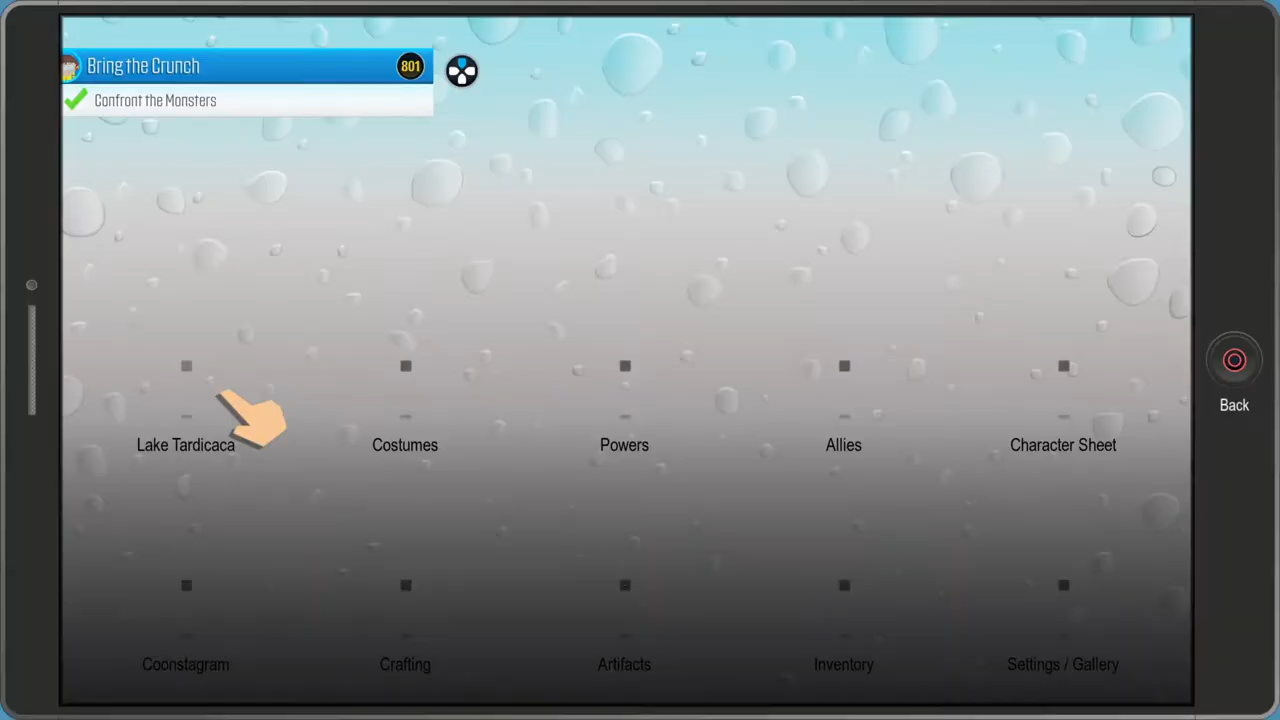 Bring the Crunch 801
Confront the Monsters
Back
Lake Tardicaca Costumes Powers Allies Character Sheet
Coonstagram Crafting Artifacts Inventory Settings / Gallery